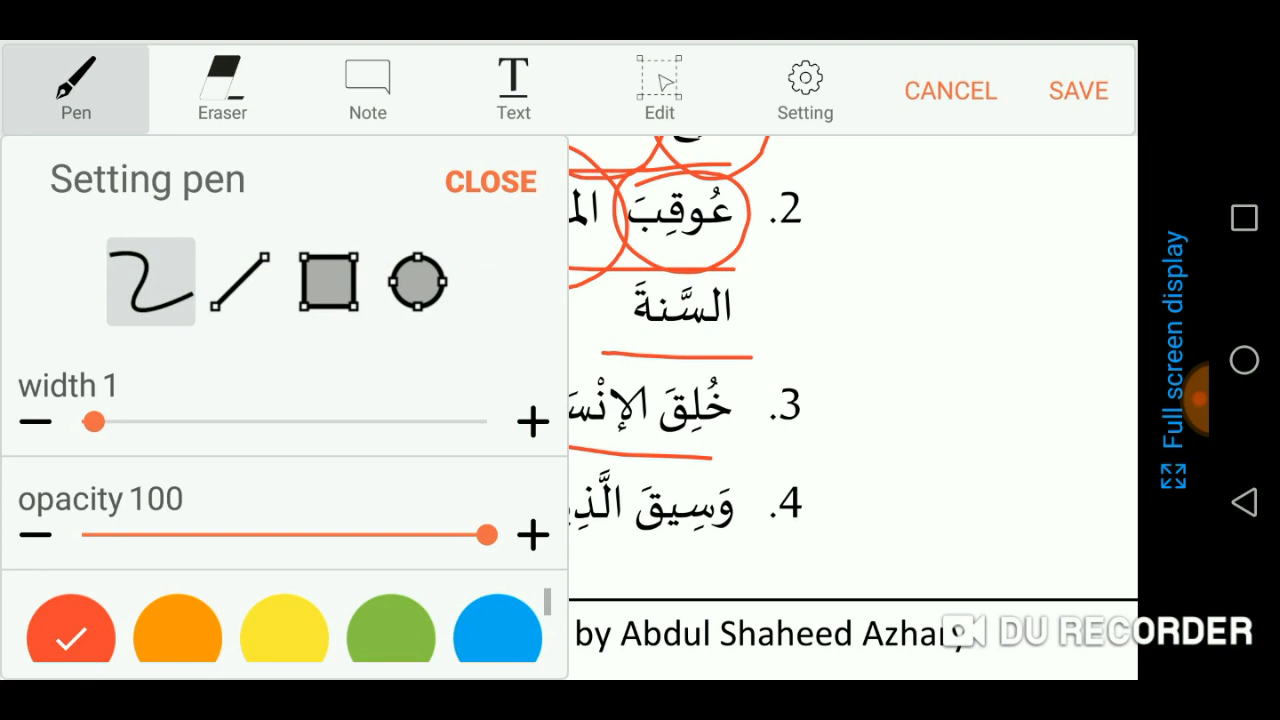 Pen
Eraser
Note
Text
Edit
Setting
CANCEL
SAVE
Setting pen
CLOSE
width 1
opacity 100
2. عُوقِبَ
السَّنةَ
3. خُلِقَ
4. وَسِيقَ
by Abdul Shaheed Azhary
DU RECORDER
Full screen display